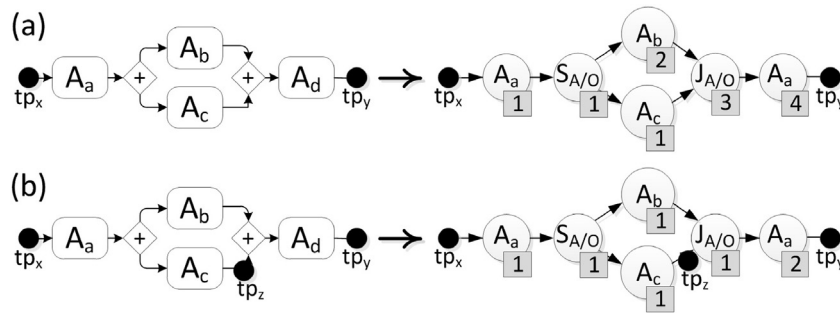 (a)
A_b
A_b
2
A_a
+
+
A_d
A_a
1
S_A/O
1
J_A/O
3
A_a
4
tp_x
A_c
tp_y
tp_x
A_c
1
tp_y
(b)
A_b
A_b
1
A_a
+
+
A_d
A_a
1
S_A/O
1
J_A/O
1
A_a
2
tp_x
A_c
tp_z
tp_y
tp_x
A_c
1
tp_z
tp_y